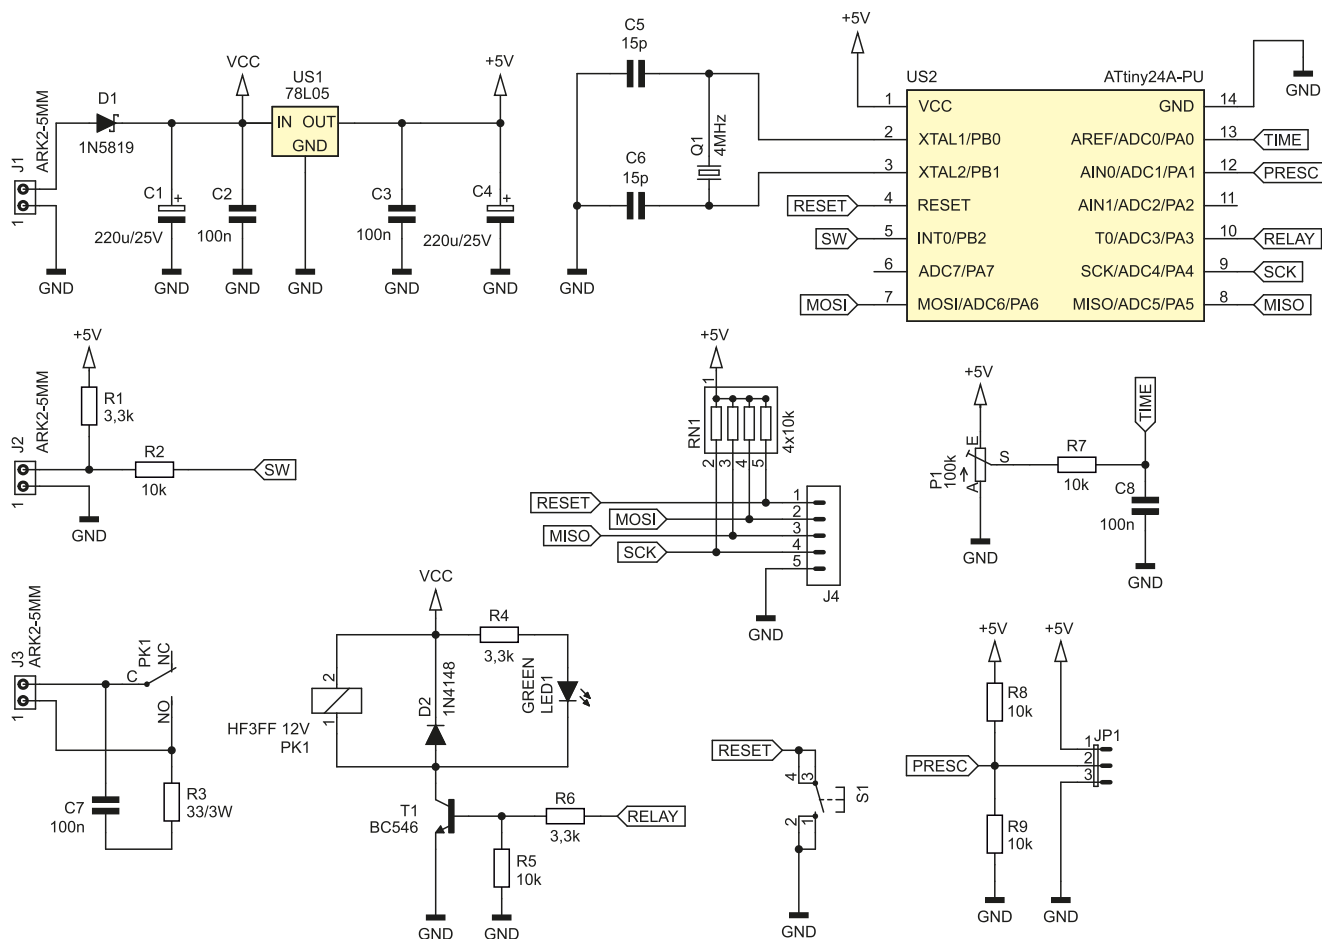 J1
ARK2-5MM
1
GND
D1
1N5819
VCC
US1
78L05
IN OUT
GND
+5V
C1
+
220u/25V
GND
C2
100n
GND
GND
C3
100n
GND
C4
+
220u/25V
GND
C5
15p
C6
15p
Q1
4MHz
GND
+5V
US2
ATtiny24A-PU
GND
1
VCC
GND
14
2
XTAL1/PB0
AREF/ADC0/PA0
13
TIME
3
XTAL2/PB1
AIN0/ADC1/PA1
12
PRESC
RESET
4
RESET
AIN1/ADC2/PA2
11
SW
5
INT0/PB2
T0/ADC3/PA3
10
RELAY
6
ADC7/PA7
SCK/ADC4/PA4
9
SCK
MOSI
7
MOSI/ADC6/PA6
MISO/ADC5/PA5
8
MISO
J2
ARK2-5MM
1
+5V
R1
3,3k
R2
10k
SW
GND
+5V
1
RN1
4x10k
2
3
4
5
RESET
MOSI
MISO
SCK
1
2
3
4
5
J4
GND
+5V
P1
100k
E
A
S
R7
10k
TIME
C8
100n
GND
GND
J3
ARK2-5MM
1
PK1
C
NC
NO
C7
100n
R3
33/3W
VCC
2
1
HF3FF 12V
PK1
D2
1N4148
R4
3,3k
GREEN
LED1
T1
BC546
R6
3,3k
RELAY
R5
10k
GND
GND
RESET
4
3
2
1
S1
GND
+5V
+5V
R8
10k
PRESC
R9
10k
JP1
1
2
3
GND
GND